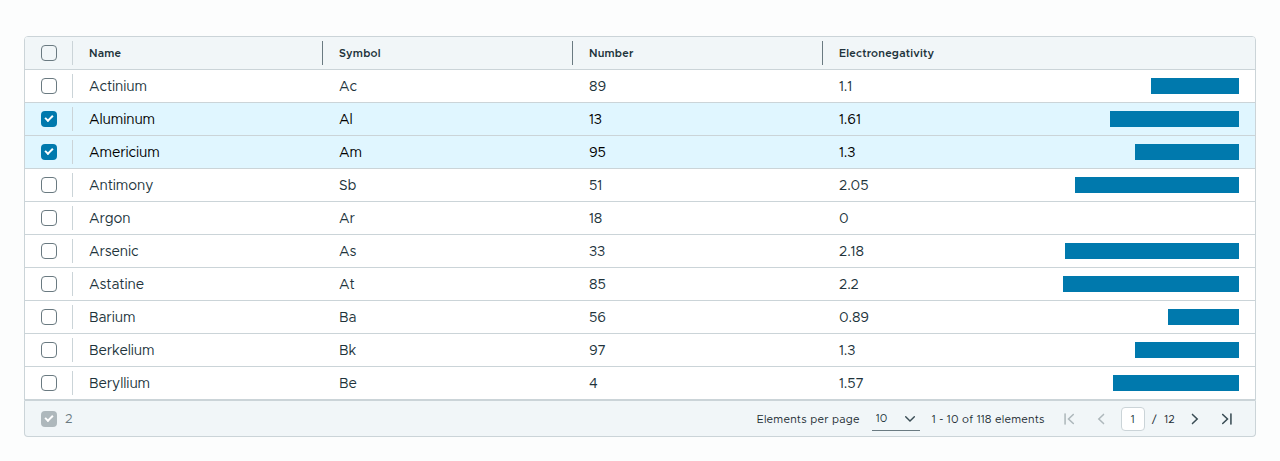 Name Symbol Number Electronegativity
Actinium Ac 89 1.1
Aluminum Al 13 1.61
Americium Am 95 1.3
Antimony Sb 51 2.05
Argon Ar 18 0
Arsenic As 33 2.18
Astatine At 85 2.2
Barium Ba 56 0.89
Berkelium Bk 97 1.3
Beryllium Be 4 1.57
2 Elements per page 10 1 - 10 of 118 elements 1 / 12